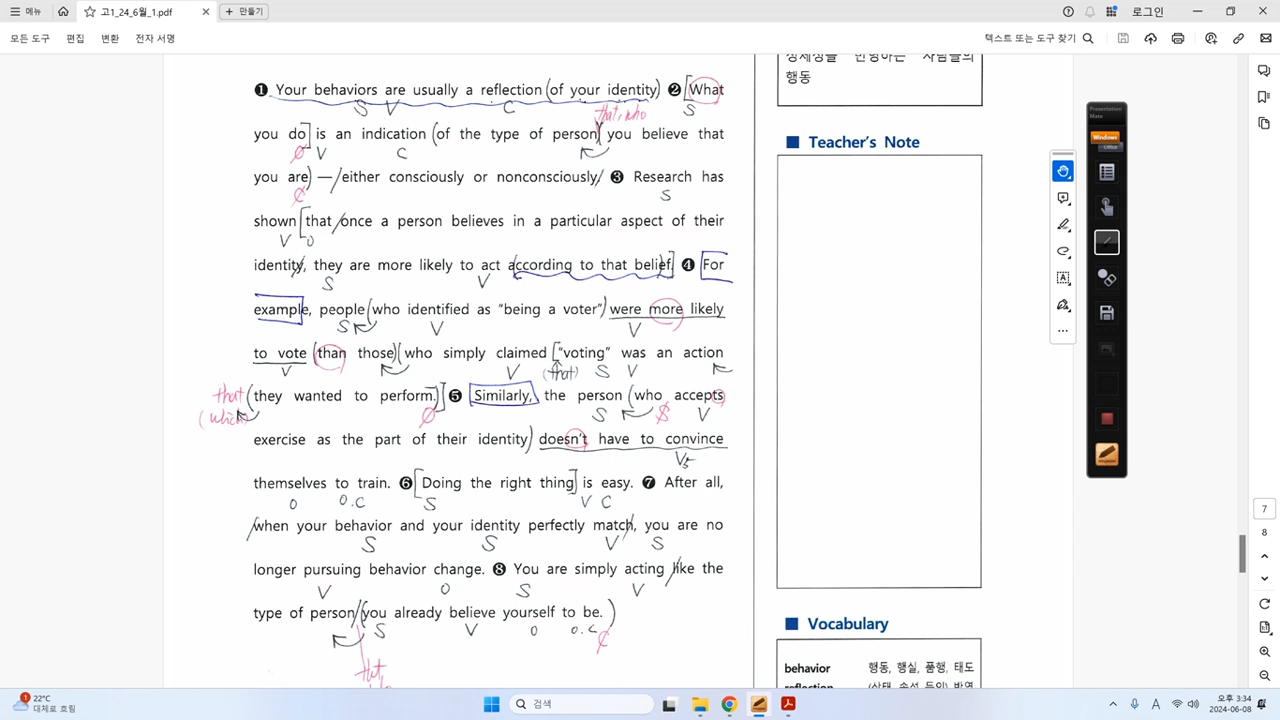 메뉴
고1_24_6월_1.pdf
만들기
로그인
모든 도구
편집
변환
전자 서명
텍스트 또는 도구 찾기
행동
❶ Your behaviors are usually a reflection (of your identity) ❷ [What
S V C S
that, who
you do] is an indication (of the type of person) you believe that
V C
you are) — either consciously or nonconsciously/ ❸ Research has
S
shown [that /once a person believes in a particular aspect of their
V O
identity, they are more likely to act (according to that belief.] ❹ For
S V
example, people (who identified as "being a voter") were more likely
S V V
to vote (than those)(who simply claimed ["voting" was an action
V V (that) S V
that (they wanted to perform.)] ❺ Similarly, the person (who accepts
S V
exercise as the part of their identity) doesn't have to convince
V5
themselves to train. ❻ [Doing the right thing] is easy. ❼ After all,
O O.C S V C
/when your behavior and your identity perfectly match, you are no
S S V S
longer pursuing behavior change. ❽ You are simply acting /like the
V O S V
type of person/(you already believe yourself to be.)
S V O O.C
that,
Teacher's Note
Vocabulary
behavior 행동, 행실, 품행, 태도
Presentation
Mate
Windows
Office
7
8
1
22°C
대체로 흐림
검색
A
오후 3:34
2024-06-08